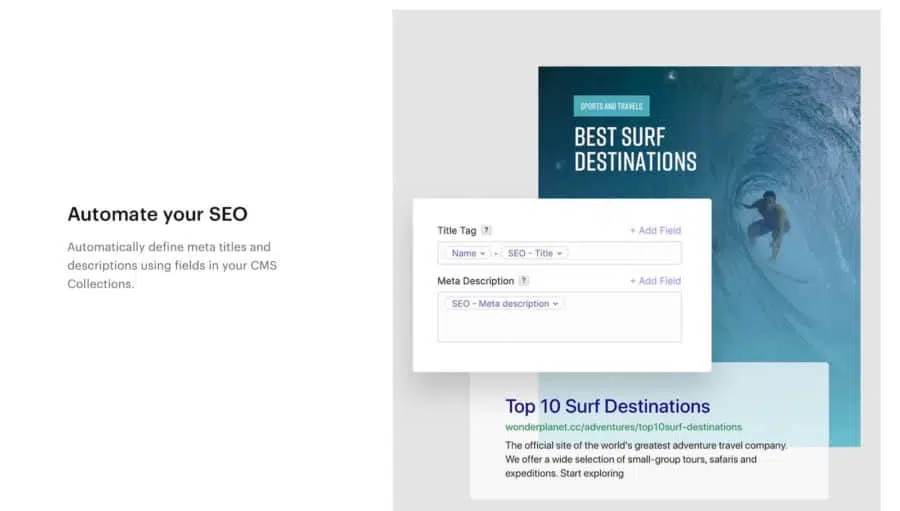 Automate your SEO
Automatically define meta titles and
descriptions using fields in your CMS
Collections.
SPORTS AND TRAVELS
BEST SURF
DESTINATIONS
Title Tag ? + Add Field
Name - SEO - Title
Meta Description ? + Add Field
SEO - Meta description
Top 10 Surf Destinations
wonderplanet.cc/adventures/top10surf-destinations
The official site of the world's greatest adventure travel company.
We offer a wide selection of small-group tours, safaris and
expeditions. Start exploring